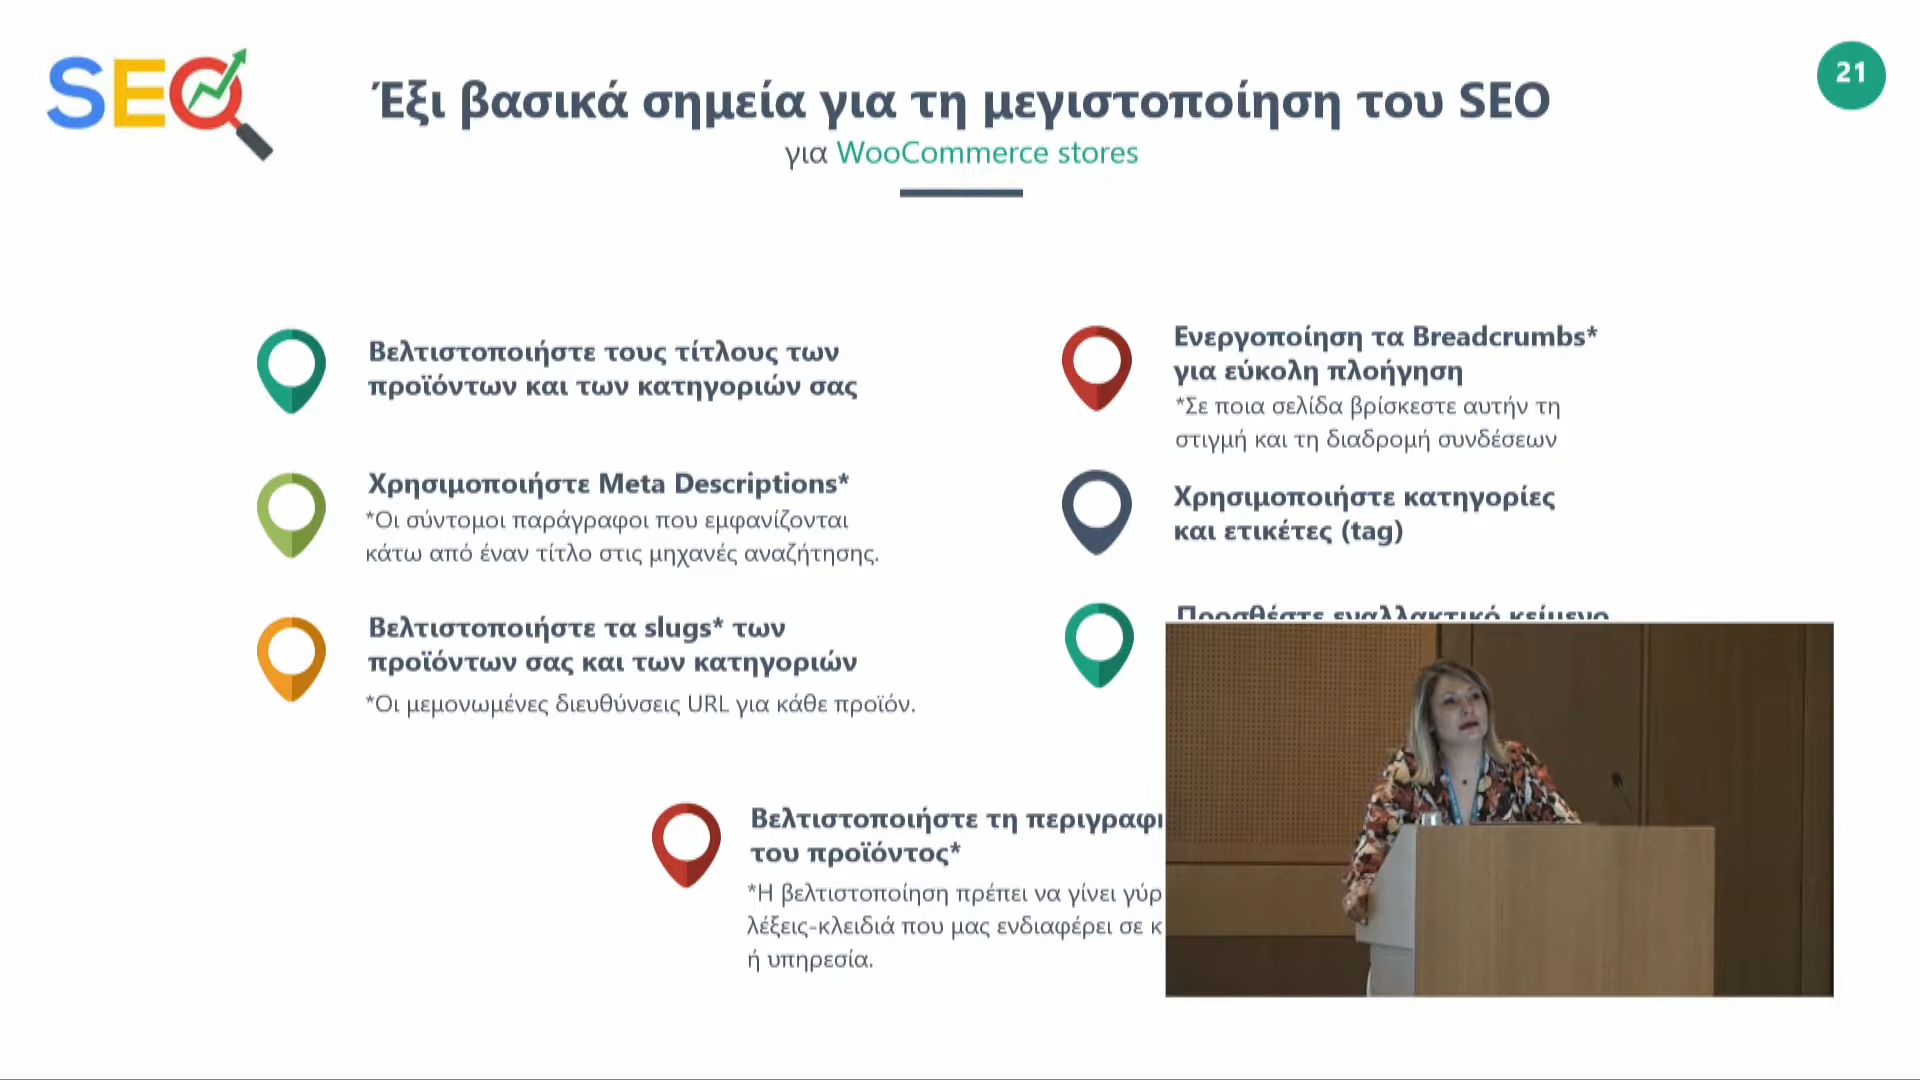 SEO
Έξι βασικά σημεία για τη μεγιστοποίηση του SEO
21
για WooCommerce stores
Βελτιστοποιήστε τους τίτλους των
προϊόντων και των κατηγοριών σας
Χρησιμοποιήστε Meta Descriptions*
*Οι σύντομοι παράγραφοι που εμφανίζονται
κάτω από έναν τίτλο στις μηχανές αναζήτησης.
Βελτιστοποιήστε τα slugs* των
προϊόντων σας και των κατηγοριών
*Οι μεμονωμένες διευθύνσεις URL για κάθε προϊόν.
Ενεργοποίηση τα Breadcrumbs*
για εύκολη πλοήγηση
*Σε ποια σελίδα βρίσκεστε αυτήν τη
στιγμή και τη διαδρομή συνδέσεων
Χρησιμοποιήστε κατηγορίες
και ετικέτες (tag)
Προσθέστε εναλλακτικό κείμενο
Βελτιστοποιήστε τη
του προϊόντος*
*Η βελτιστοποίηση πρέπει να γίνει
λέξεις-κλειδιά που μας ενδιαφέρει σε
ή υπηρεσία.